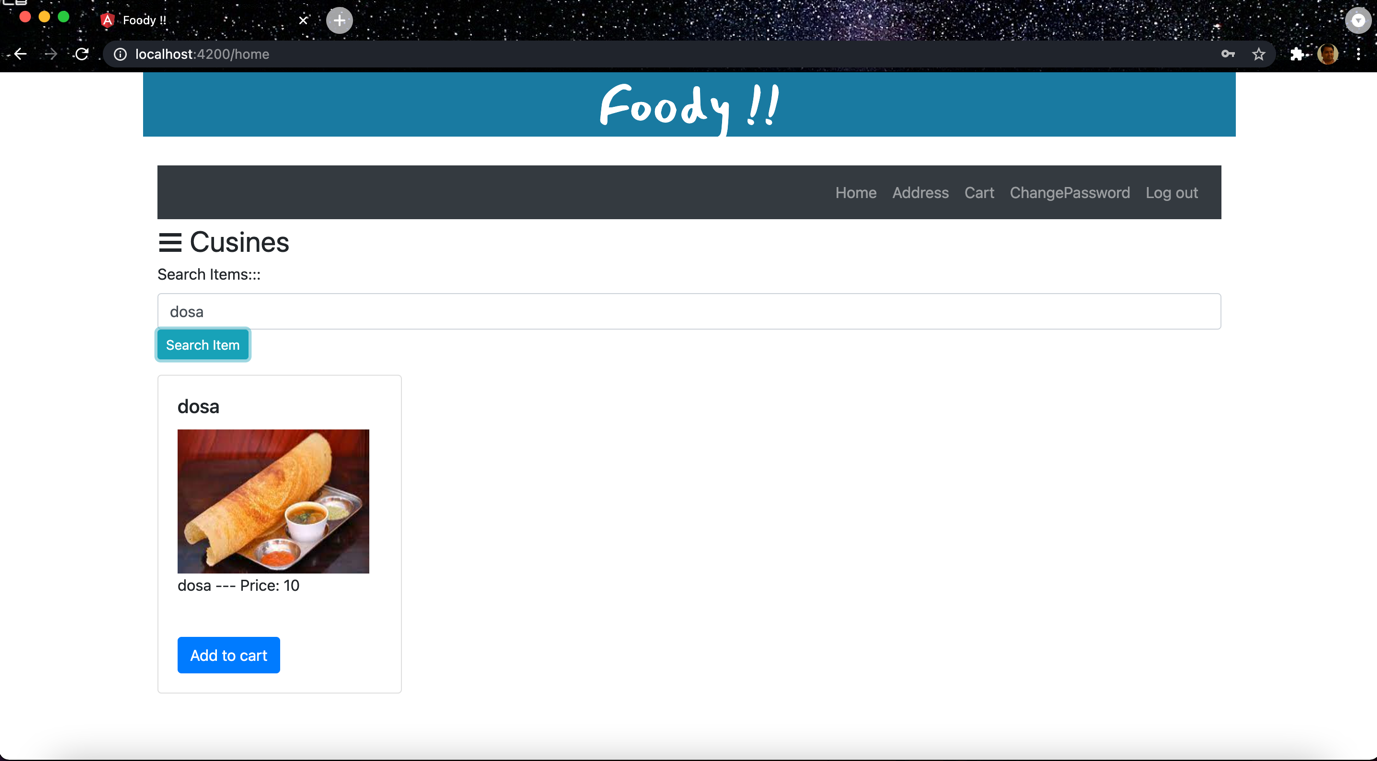 Foody !!
localhost:4200/home
Foody !!
Home Address Cart ChangePassword Log out
Cusines
Search Items:::
dosa
Search Item
dosa
dosa --- Price: 10
Add to cart